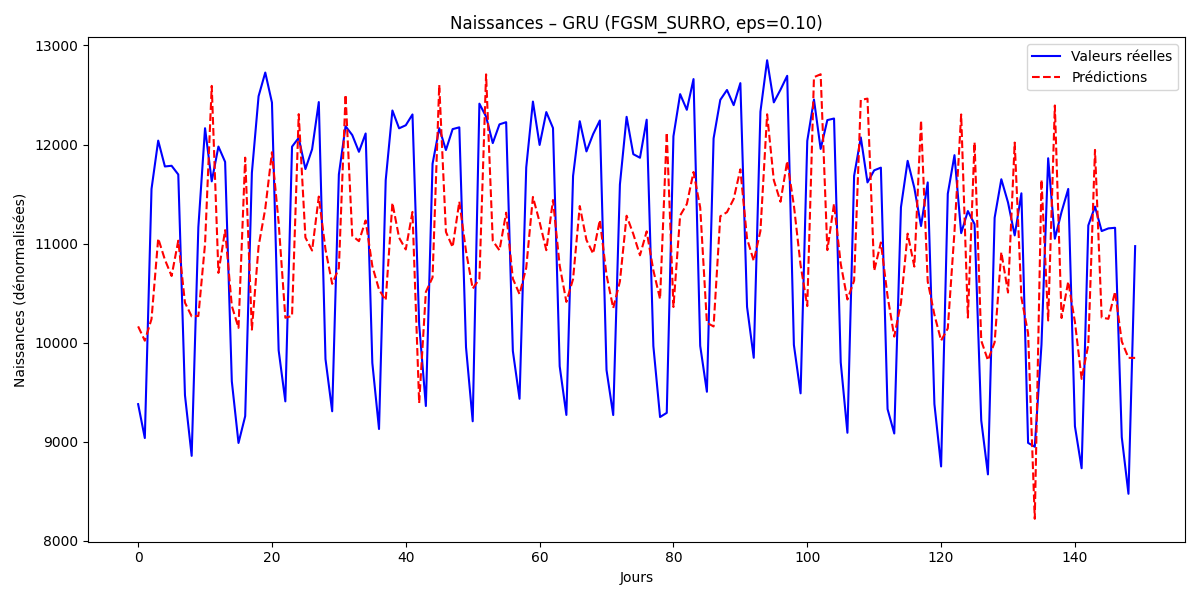 Naissances – GRU (FGSM_SURRO, eps=0.10)
Valeurs réelles
Prédictions
Naissances (dénormalisées)
13000
12000
11000
10000
9000
8000
0 20 40 60 80 100 120 140
Jours